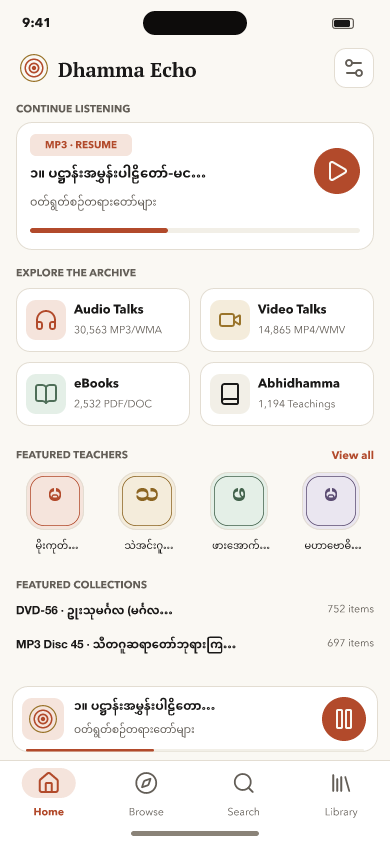 9:41
Dhamma Echo
CONTINUE LISTENING
MP3 · RESUME
၁။ ပဋ္ဌာန်းအမွှန်းပါဠိတော်-မင...
ဝတ်ရွတ်စဉ်တရားတော်များ
EXPLORE THE ARCHIVE
Audio Talks
30,563 MP3/WMA
Video Talks
14,865 MP4/WMV
eBooks
2,532 PDF/DOC
Abhidhamma
1,194 Teachings
FEATURED TEACHERS
View all
မိုးကုတ်...
သဲအင်းဂူ...
ဖားအောက်...
မဟာဗောဓိ...
FEATURED COLLECTIONS
DVD-56 · ဥူးသုမင်္ဂလ (မင်္ဂလ...
752 items
MP3 Disc 45 · သီတဂူဆရာတော်ဘုရားကြ...
697 items
၁။ ပဋ္ဌာန်းအမွှန်းပါဠိတော...
ဝတ်ရွတ်စဉ်တရားတော်များ
Home
Browse
Search
Library